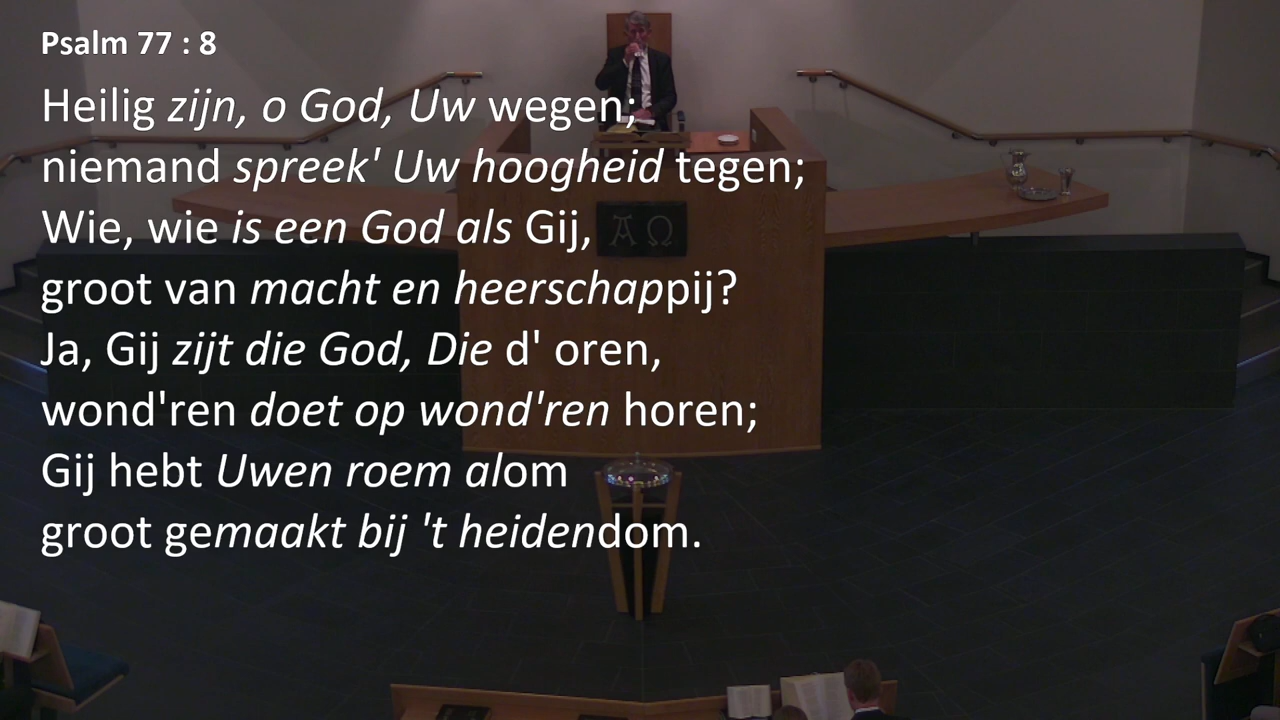 Psalm 77 : 8
Heilig zijn, o God, Uw wegen;
niemand spreek' Uw hoogheid tegen;
Wie, wie is een God als Gij,
groot van macht en heerschappij?
Ja, Gij zijt die God, Die d' oren,
wond'ren doet op wond'ren horen;
Gij hebt Uwen roem alom
groot gemaakt bij 't heidendom.
Α Ω